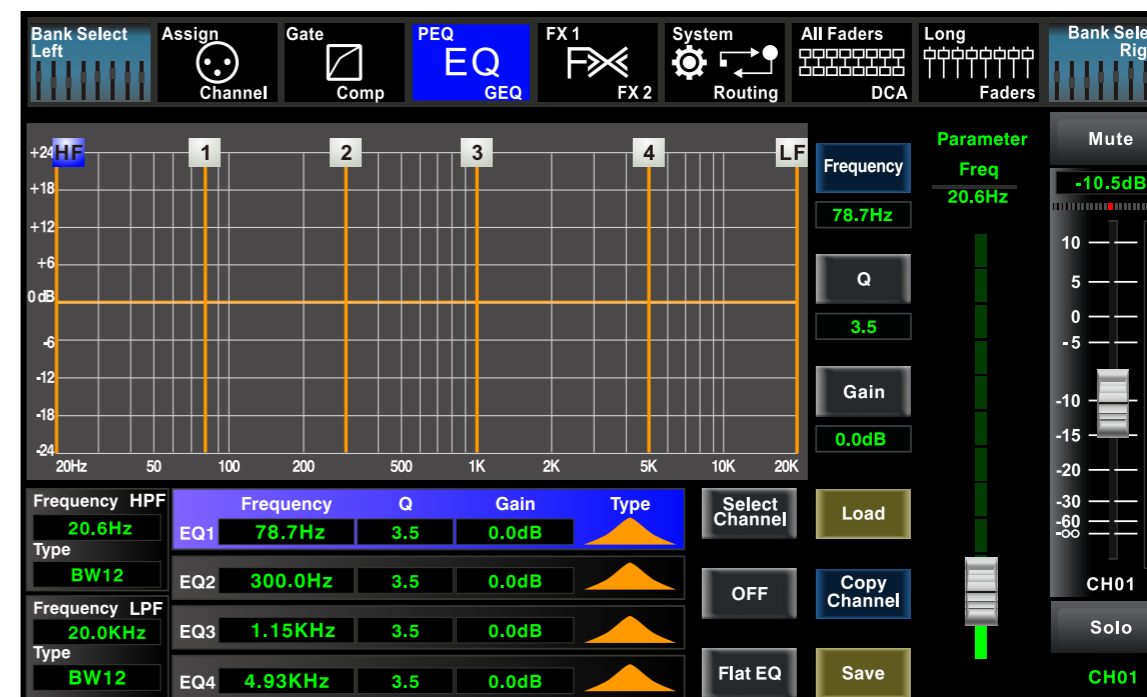 Bank Select
Left
Assign
Channel
Gate
Comp
PEQ
EQ
GEQ
FX 1
FX 2
System
Routing
All Faders
DCA
Long
Faders
Bank Sele
Rig
HF 1 2 3 4 LF
+24
+18
+12
+6
0 dB
-6
-12
-18
-24
20Hz 50 100 200 500 1K 2K 5K 10K 20K
Frequency
78.7Hz
Q
3.5
Gain
0.0dB
Parameter
Freq
20.6Hz
Mute
-10.5dB
10
5
0
-5
-10
-15
-20
-30
-60
-∞
CH01
Solo
CH01
Frequency HPF
20.6Hz
Type
BW12
Frequency LPF
20.0KHz
Type
BW12
Frequency Q Gain Type
EQ1 78.7Hz 3.5 0.0dB
EQ2 300.0Hz 3.5 0.0dB
EQ3 1.15KHz 3.5 0.0dB
EQ4 4.93KHz 3.5 0.0dB
Select
Channel
Load
OFF
Copy
Channel
Flat EQ
Save